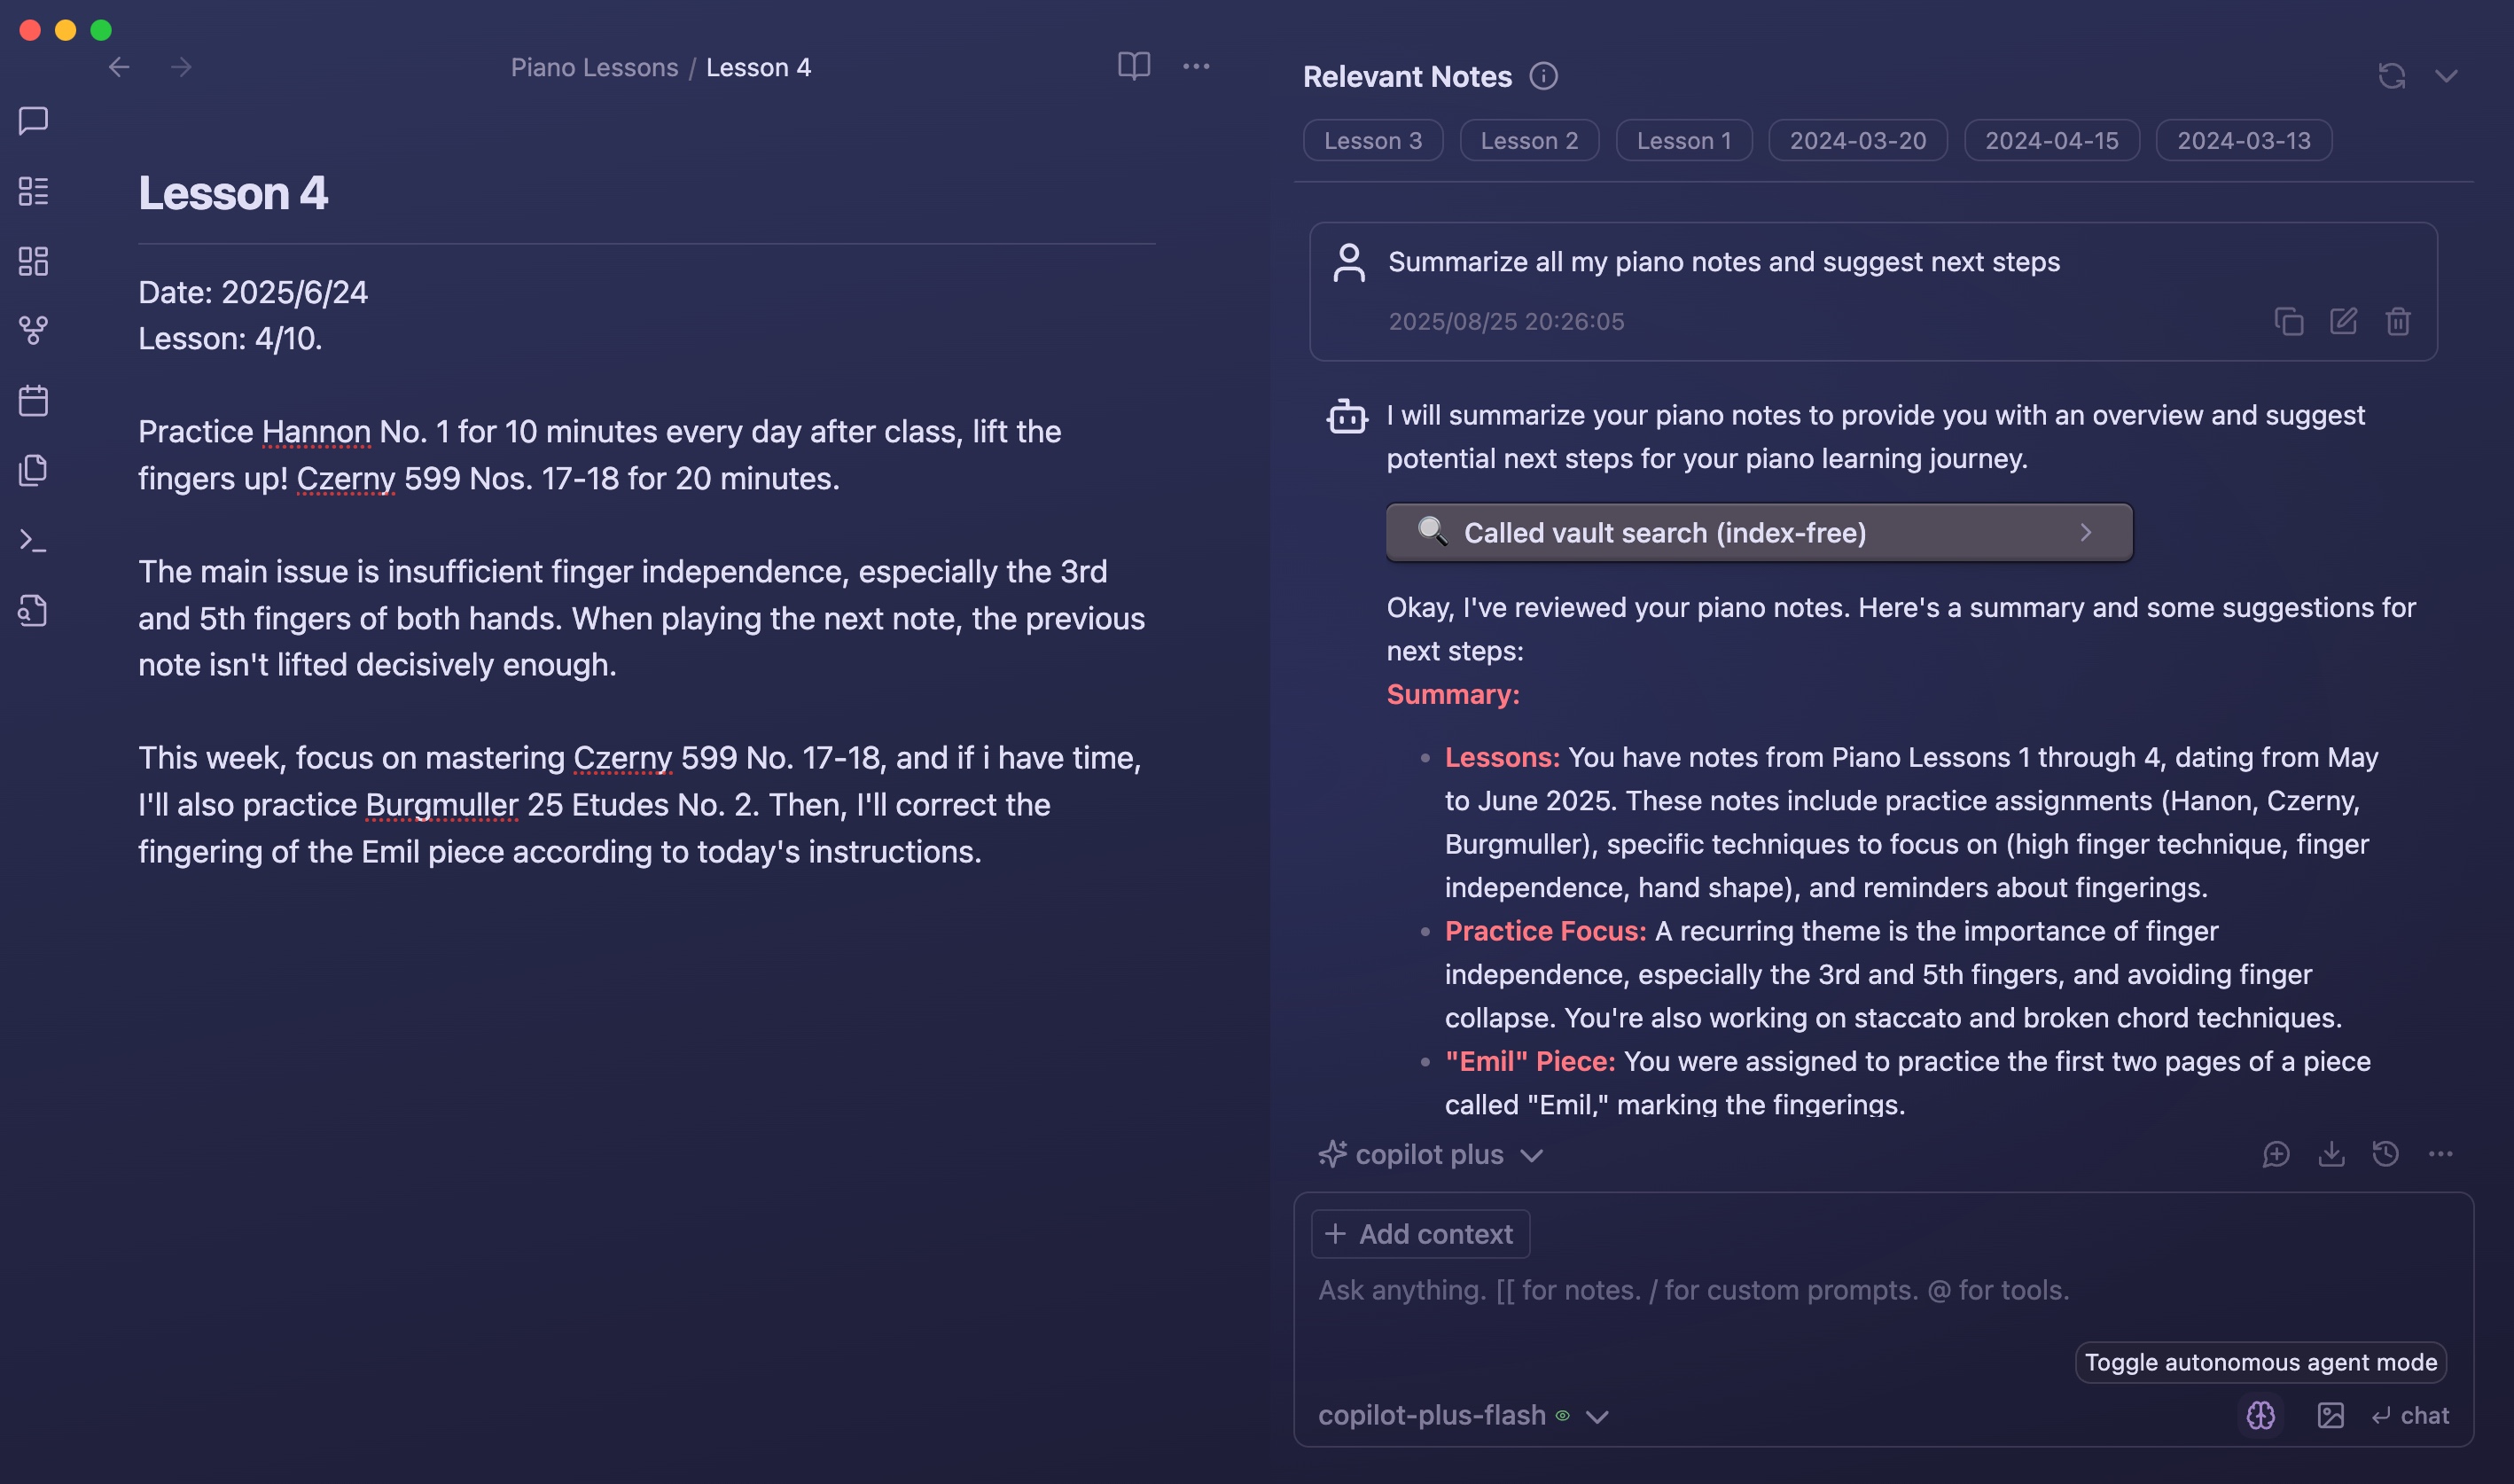 Piano Lessons / Lesson 4
Lesson 4
Date: 2025/6/24
Lesson: 4/10.
Practice Hannon No. 1 for 10 minutes every day after class, lift the
fingers up! Czerny 599 Nos. 17-18 for 20 minutes.
The main issue is insufficient finger independence, especially the 3rd
and 5th fingers of both hands. When playing the next note, the previous
note isn't lifted decisively enough.
This week, focus on mastering Czerny 599 No. 17-18, and if i have time,
I'll also practice Burgmuller 25 Etudes No. 2. Then, I'll correct the
fingering of the Emil piece according to today's instructions.
Relevant Notes
Lesson 3 Lesson 2 Lesson 1 2024-03-20 2024-04-15 2024-03-13
Summarize all my piano notes and suggest next steps
2025/08/25 20:26:05
I will summarize your piano notes to provide you with an overview and suggest
potential next steps for your piano learning journey.
Called vault search (index-free)
Okay, I've reviewed your piano notes. Here's a summary and some suggestions for
next steps:
Summary:
• Lessons: You have notes from Piano Lessons 1 through 4, dating from May
to June 2025. These notes include practice assignments (Hanon, Czerny,
Burgmuller), specific techniques to focus on (high finger technique, finger
independence, hand shape), and reminders about fingerings.
• Practice Focus: A recurring theme is the importance of finger
independence, especially the 3rd and 5th fingers, and avoiding finger
collapse. You're also working on staccato and broken chord techniques.
• "Emil" Piece: You were assigned to practice the first two pages of a piece
called "Emil," marking the fingerings.
copilot plus
+ Add context
Ask anything. [[ for notes. / for custom prompts. @ for tools.
Toggle autonomous agent mode
copilot-plus-flash
chat